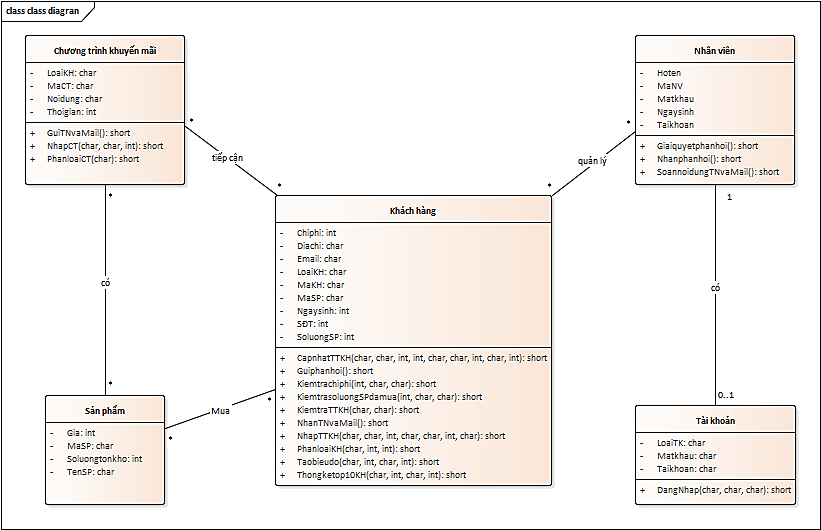 class class diagran
Chương trình khuyến mãi
- LoaiKH: char
- MaCT: char
- Noidung: char
- Thoigian: int
+ GuiTNvaMail(): short
+ NhapCT(char, char, int): short
+ PhanloaiCT(char): short
Nhân viên
- Hoten
- MaNV
- Matkhau
- Ngaysinh
- Taikhoan
+ Giaiquyetphanhoi(): short
+ Nhanphanhoi(): short
+ SoannoidungTNvaMail(): short
*
*
tiếp cận
quản lý
*
*
*
1
Khách hàng
- Chiphi: int
- Diachi: char
- Email: char
- LoaiKH: char
- MaKH: char
- MaSP: char
- Ngaysinh: int
- SĐT: int
- SoluongSP: int
+ CapnhatTTKH(char, char, int, int, char, char, int, char, int): short
+ Guiphanhoi(): short
+ Kiemtrachiphi(int, char, char): short
+ KiemtrasoluongSPdamua(int, char, char): short
+ KiemtraTTKH(char, char): short
+ NhanTNvaMail(): short
+ NhapTTKH(char, char, int, char, char, int, char): short
+ PhanloaiKH(char, int, int): short
+ Taobieudo(char, int, char, int): short
+ Thongketop10KH(char, int, char, int): short
có
có
*
0..1
Sản phẩm
- Gia: int
- MaSP: char
- Soluongtonkho: int
- TenSP: char
*
Mua
*
Tài khoản
- LoaiTK: char
- Matkhau: char
- Taikhoan: char
+ DangNhap(char, char, char): short